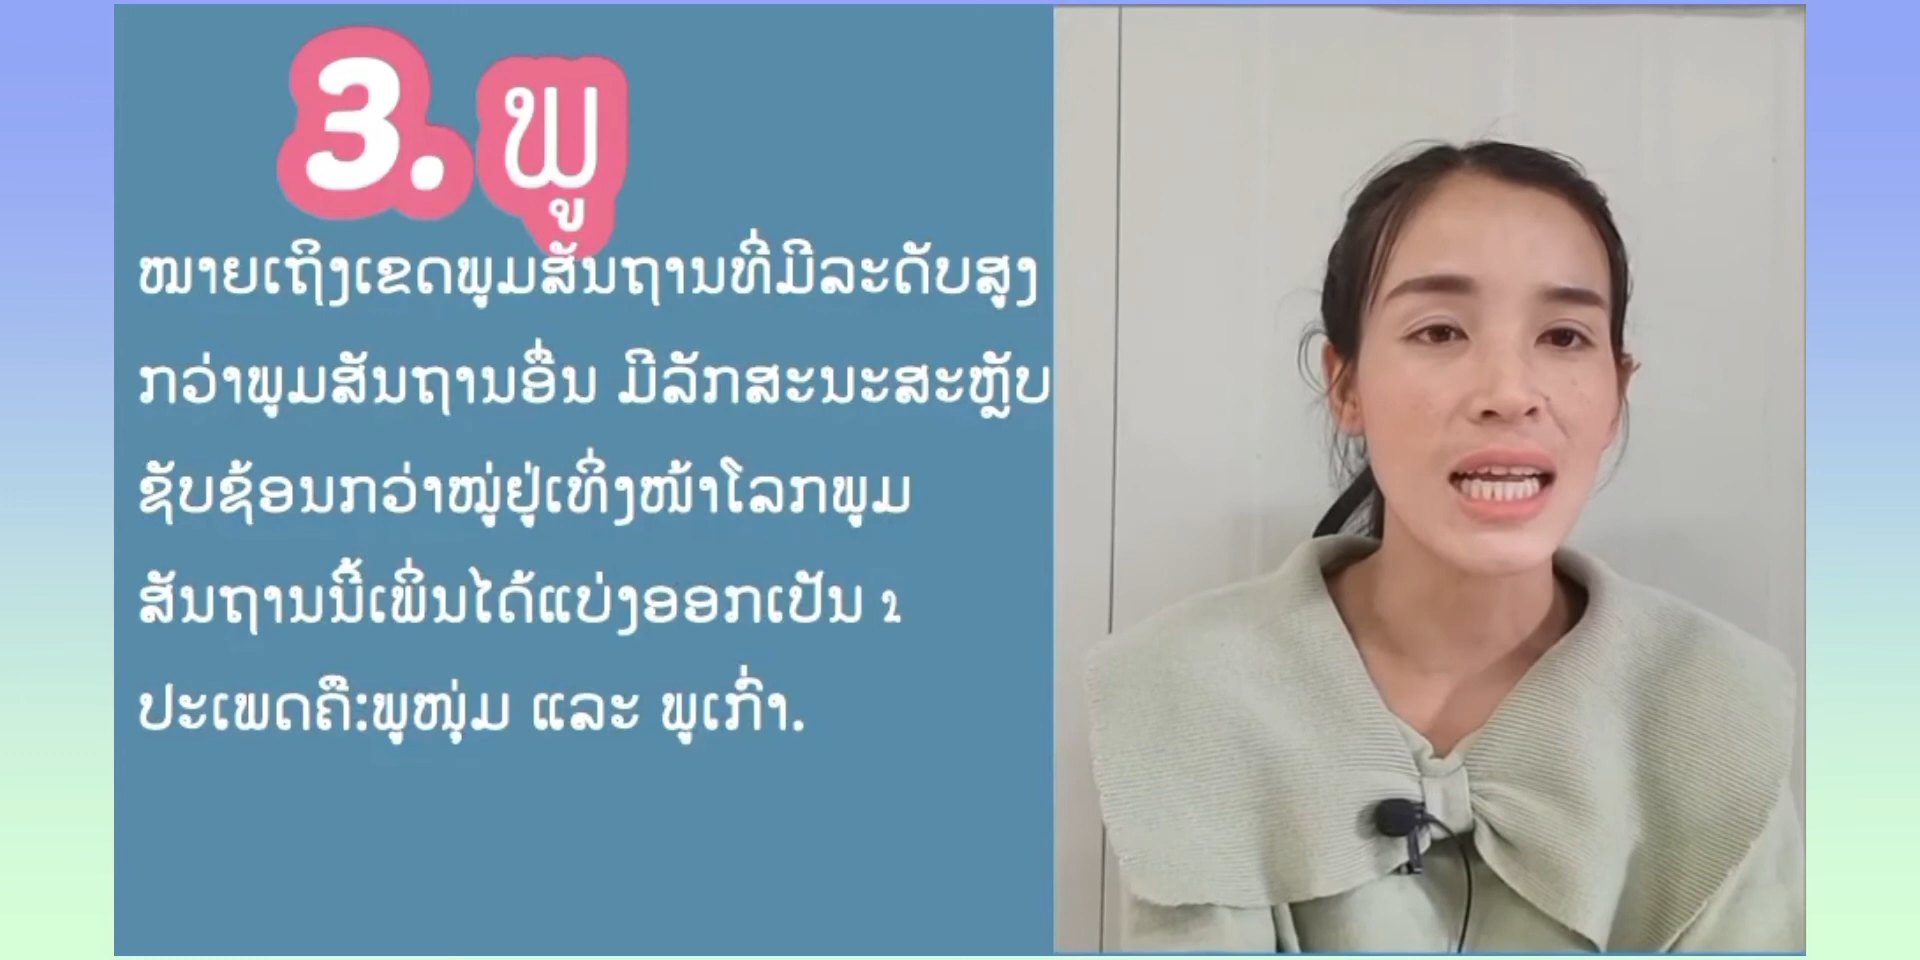 3. ພູ
ໝາຍເຖິງເຂດພູມສັນຖານທີ່ມີລະດັບສູງ
ກວ່າພູມສັນຖານອື່ນ ມີລັກສະນະສະຫຼັບ
ຊັບຊ້ອນກວ່າໝູ່ຢູ່ເທິ່ງໜ້າໂລກພູມ
ສັນຖານນີ້ເພິ່ນໄດ້ແບ່ງອອກເປັນ 2
ປະເພດຄື:ພູໜຸ່ມ ແລະ ພູເກົ່າ.